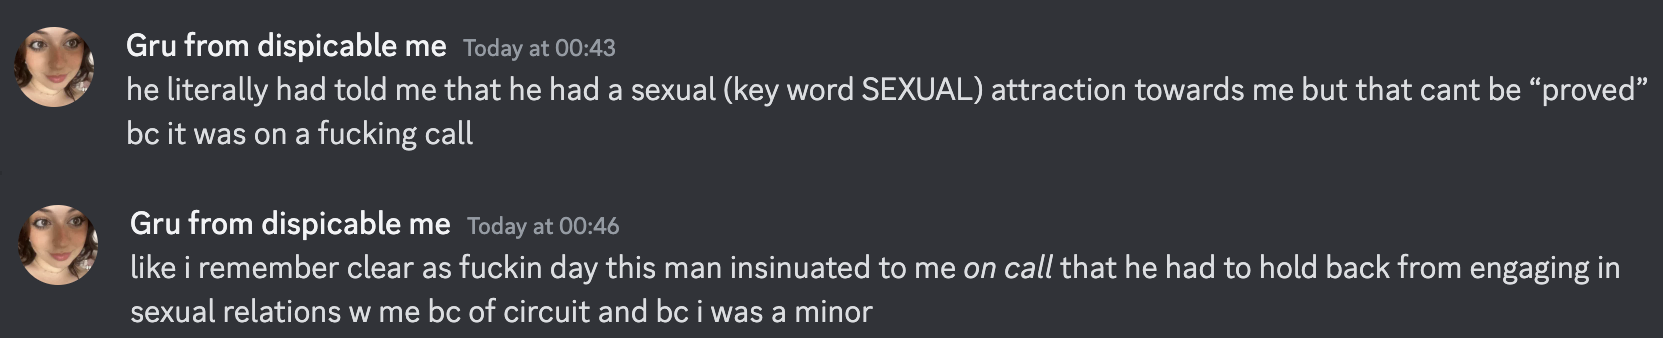 Gru from dispicable me Today at 00:43
he literally had told me that he had a sexual (key word SEXUAL) attraction towards me but that cant be “proved”
bc it was on a fucking call
Gru from dispicable me Today at 00:46
like i remember clear as fuckin day this man insinuated to me on call that he had to hold back from engaging in
sexual relations w me bc of circuit and bc i was a minor